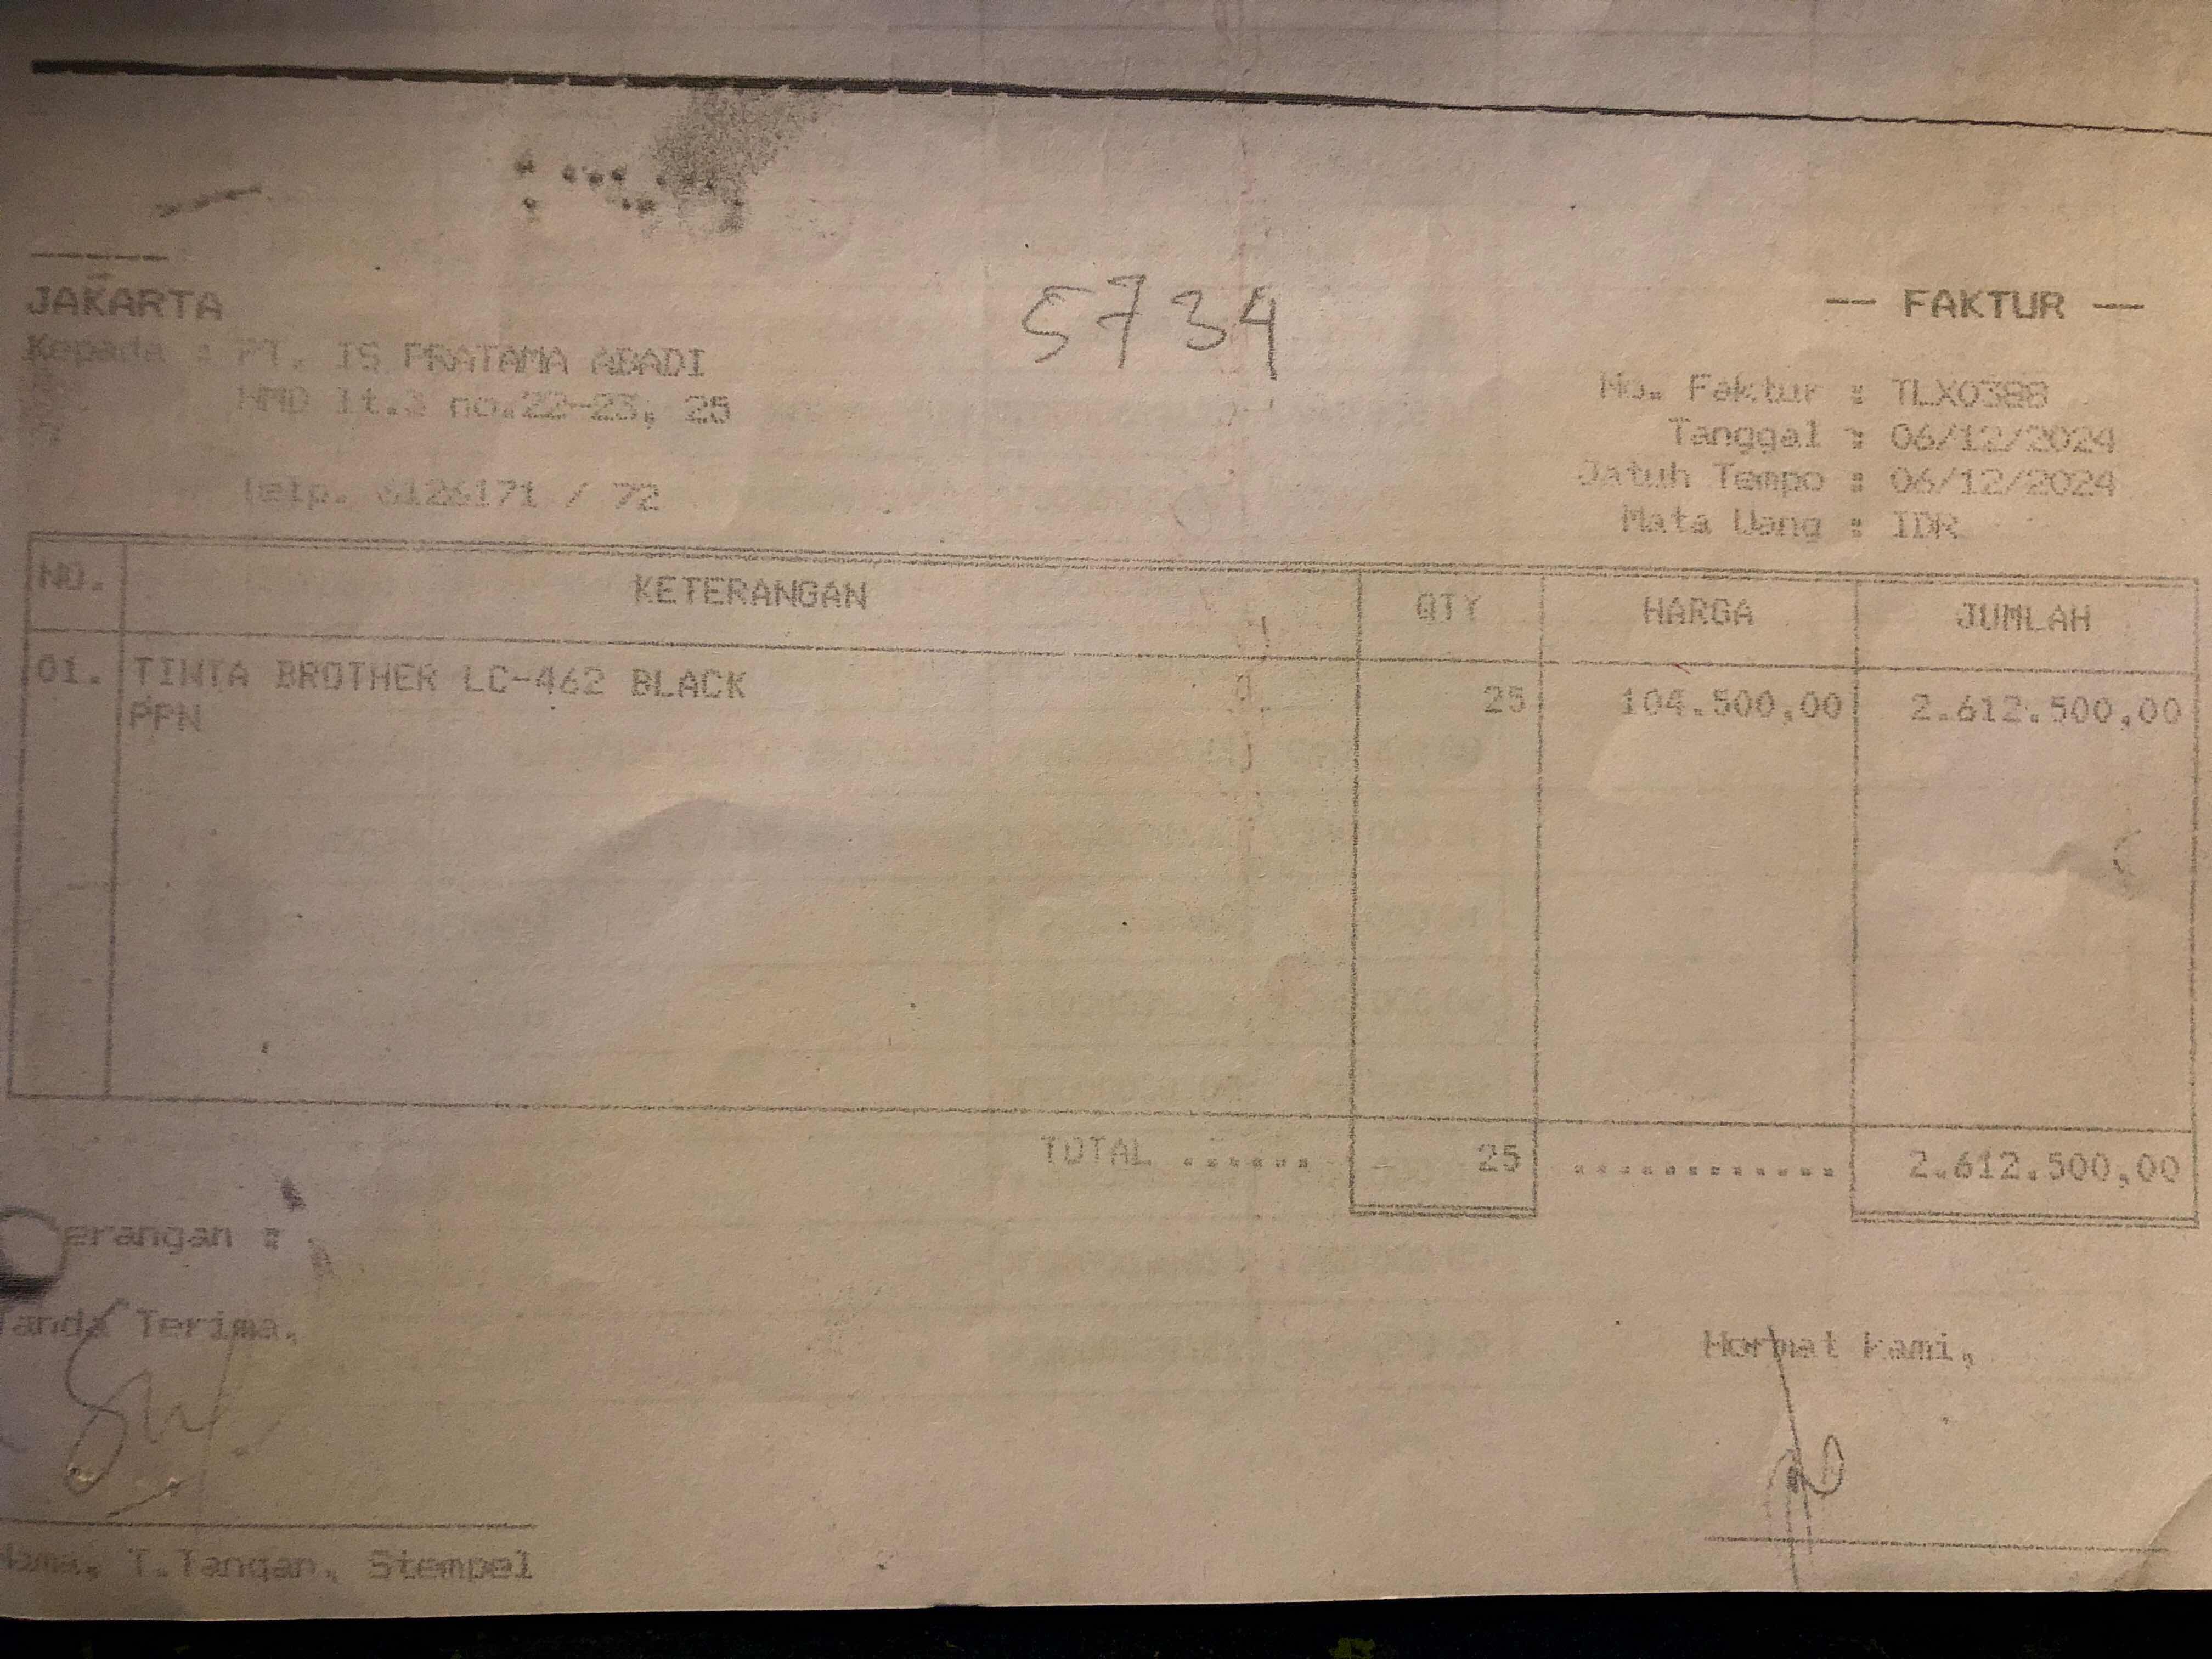 JAKARTA
5734
-- FAKTUR --
Kepada : PT. IS PRATAMA ABADI
MMD lt.3 no.22-23, 25
No. Faktur : TLX0388
Tanggal : 06/12/2024
Jatuh Tempo : 06/12/2024
Telp. 6126171 / 72
Mata Uang : IDR
NO. KETERANGAN QTY HARGA JUMLAH
01. TINTA BROTHER LC-462 BLACK 25 104.500,00 2.612.500,00
PPN
TOTAL ...... 25 ............ 2.612.500,00
erangan :
Tanda Terima,
Hormat kami,
Nama, T.Tangan, Stempel